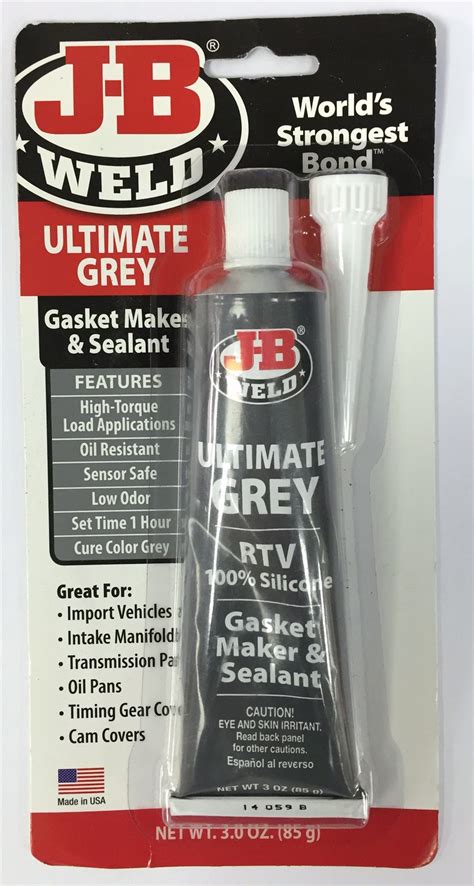 J-B
WELD
®
World's
Strongest
Bond™
ULTIMATE
GREY
Gasket Make
& Sealant
FEATURES
High-Torque
Load Applications
Oil Resistant
Sensor Safe
Low Odor
Set Time 1 Hour
Cure Color Grey
Great For:
• Import Vehicles
• Intake Manifold
• Transmission Pa
• Oil Pans
• Timing Gear Cove
• Cam Covers
Made in USA
J-B
WELD
®
ULTIMATE
GREY
RTV
100% Silicone
Gasket
Maker &
Sealant
CAUTION!
EYE AND SKIN IRRITANT.
Read back panel
for other cautions.
Español al reverso
NET WT 3 OZ (85 g)
14 059 B
NET WT. 3.0 OZ. (85 g)